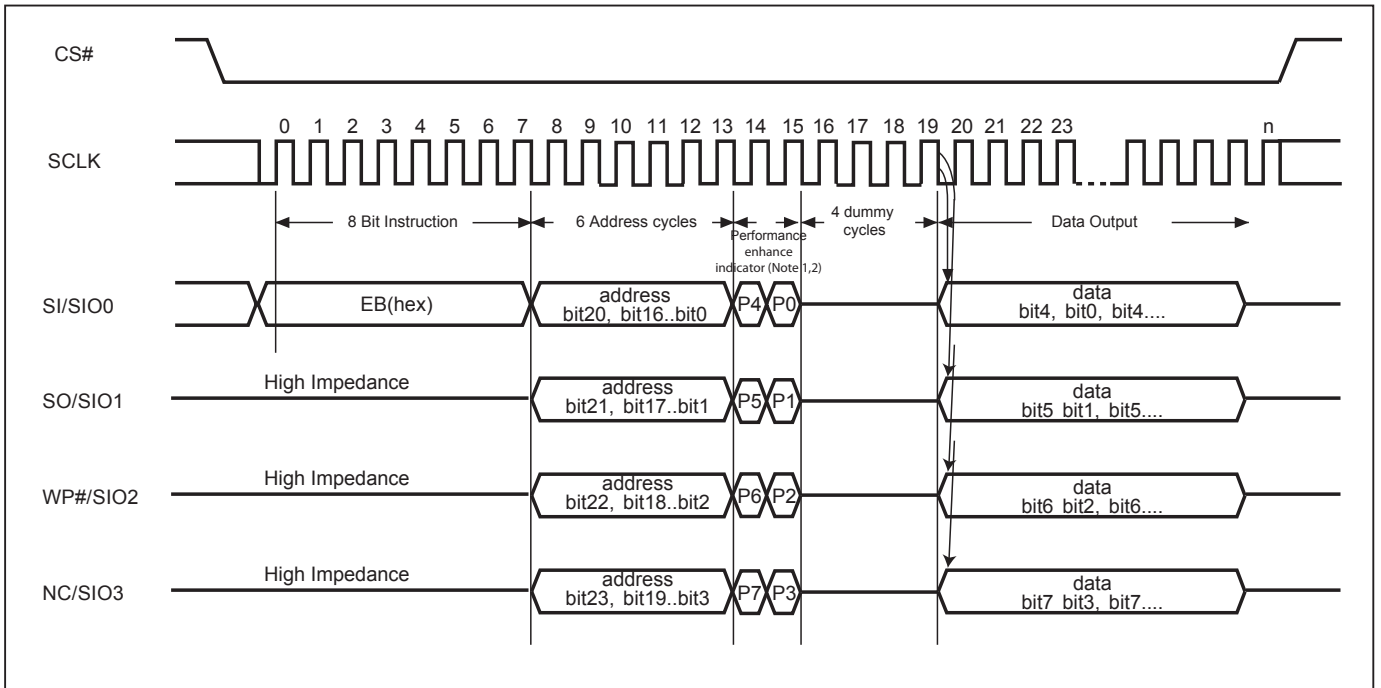 CS#
0 1 2 3 4 5 6 7 8 9 10 11 12 13 14 15 16 17 18 19 20 21 22 23 n
SCLK
8 Bit Instruction
6 Address cycles
Performance
enhance
indicator (Note 1,2)
4 dummy
cycles
Data Output
SI/SIO0
EB(hex)
address
bit20, bit16..bit0
P4 P0
data
bit4, bit0, bit4....
SO/SIO1
High Impedance
address
bit21, bit17..bit1
P5 P1
data
bit5 bit1, bit5....
WP#/SIO2
High Impedance
address
bit22, bit18..bit2
P6 P2
data
bit6 bit2, bit6....
NC/SIO3
High Impedance
address
bit23, bit19..bit3
P7 P3
data
bit7 bit3, bit7....